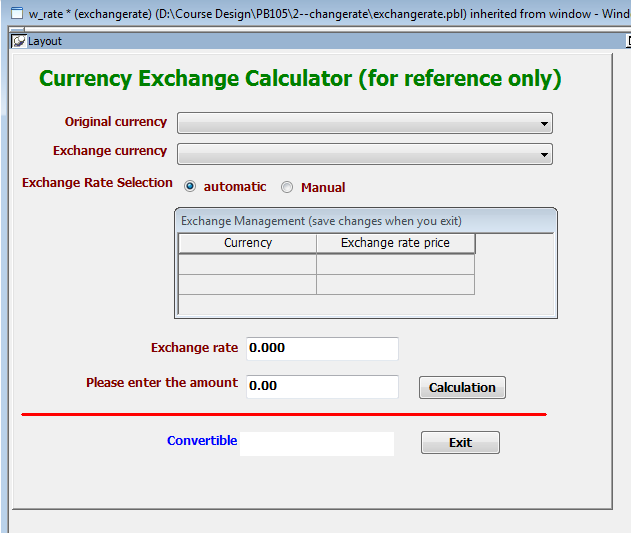 w_rate * (exchangerate) (D:\Course Design\PB105\2--changerate\exchangerate.pbl) inherited from window - Wind
Layout
Currency Exchange Calculator (for reference only)
Original currency
Exchange currency
Exchange Rate Selection automatic Manual
Exchange Management (save changes when you exit)
Currency Exchange rate price
Exchange rate 0.000
Please enter the amount 0.00 Calculation
Convertible Exit